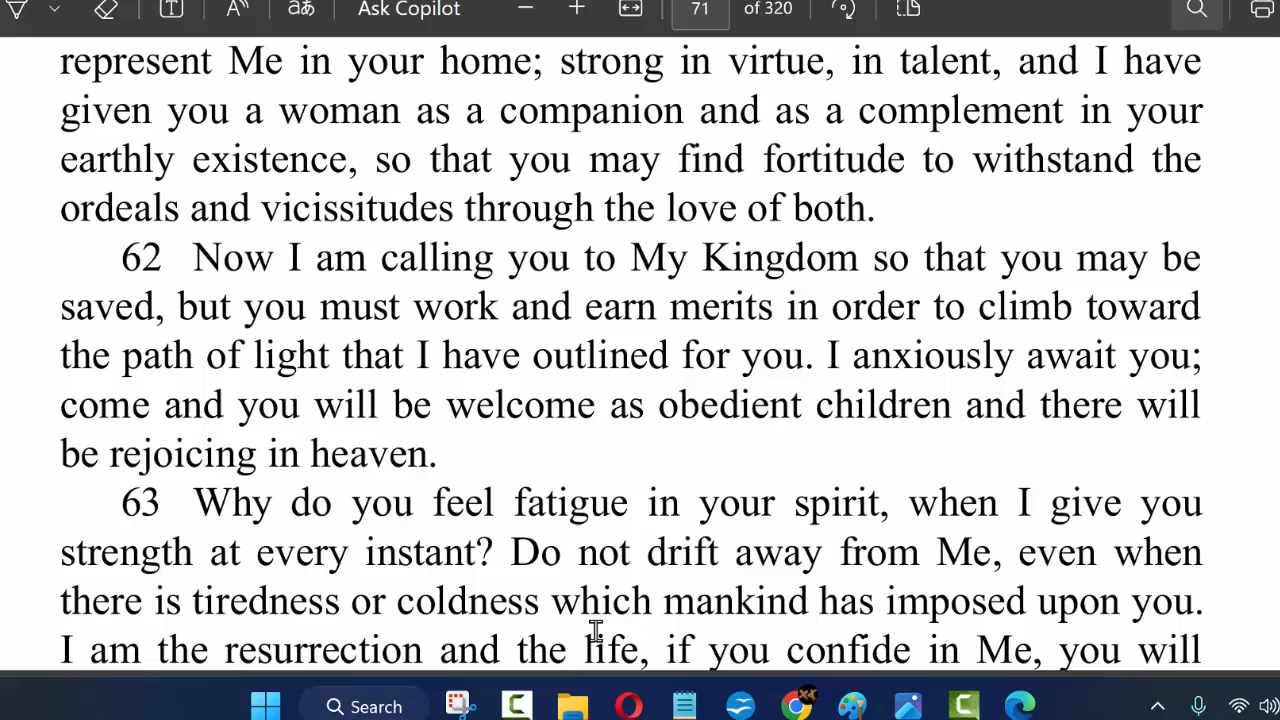 Ask Copilot
71
of 320
represent Me in your home; strong in virtue, in talent, and I have
given you a woman as a companion and as a complement in your
earthly existence, so that you may find fortitude to withstand the
ordeals and vicissitudes through the love of both.
62 Now I am calling you to My Kingdom so that you may be
saved, but you must work and earn merits in order to climb toward
the path of light that I have outlined for you. I anxiously await you;
come and you will be welcome as obedient children and there will
be rejoicing in heaven.
63 Why do you feel fatigue in your spirit, when I give you
strength at every instant? Do not drift away from Me, even when
there is tiredness or coldness which mankind has imposed upon you.
I am the resurrection and the life, if you confide in Me, you will
Search